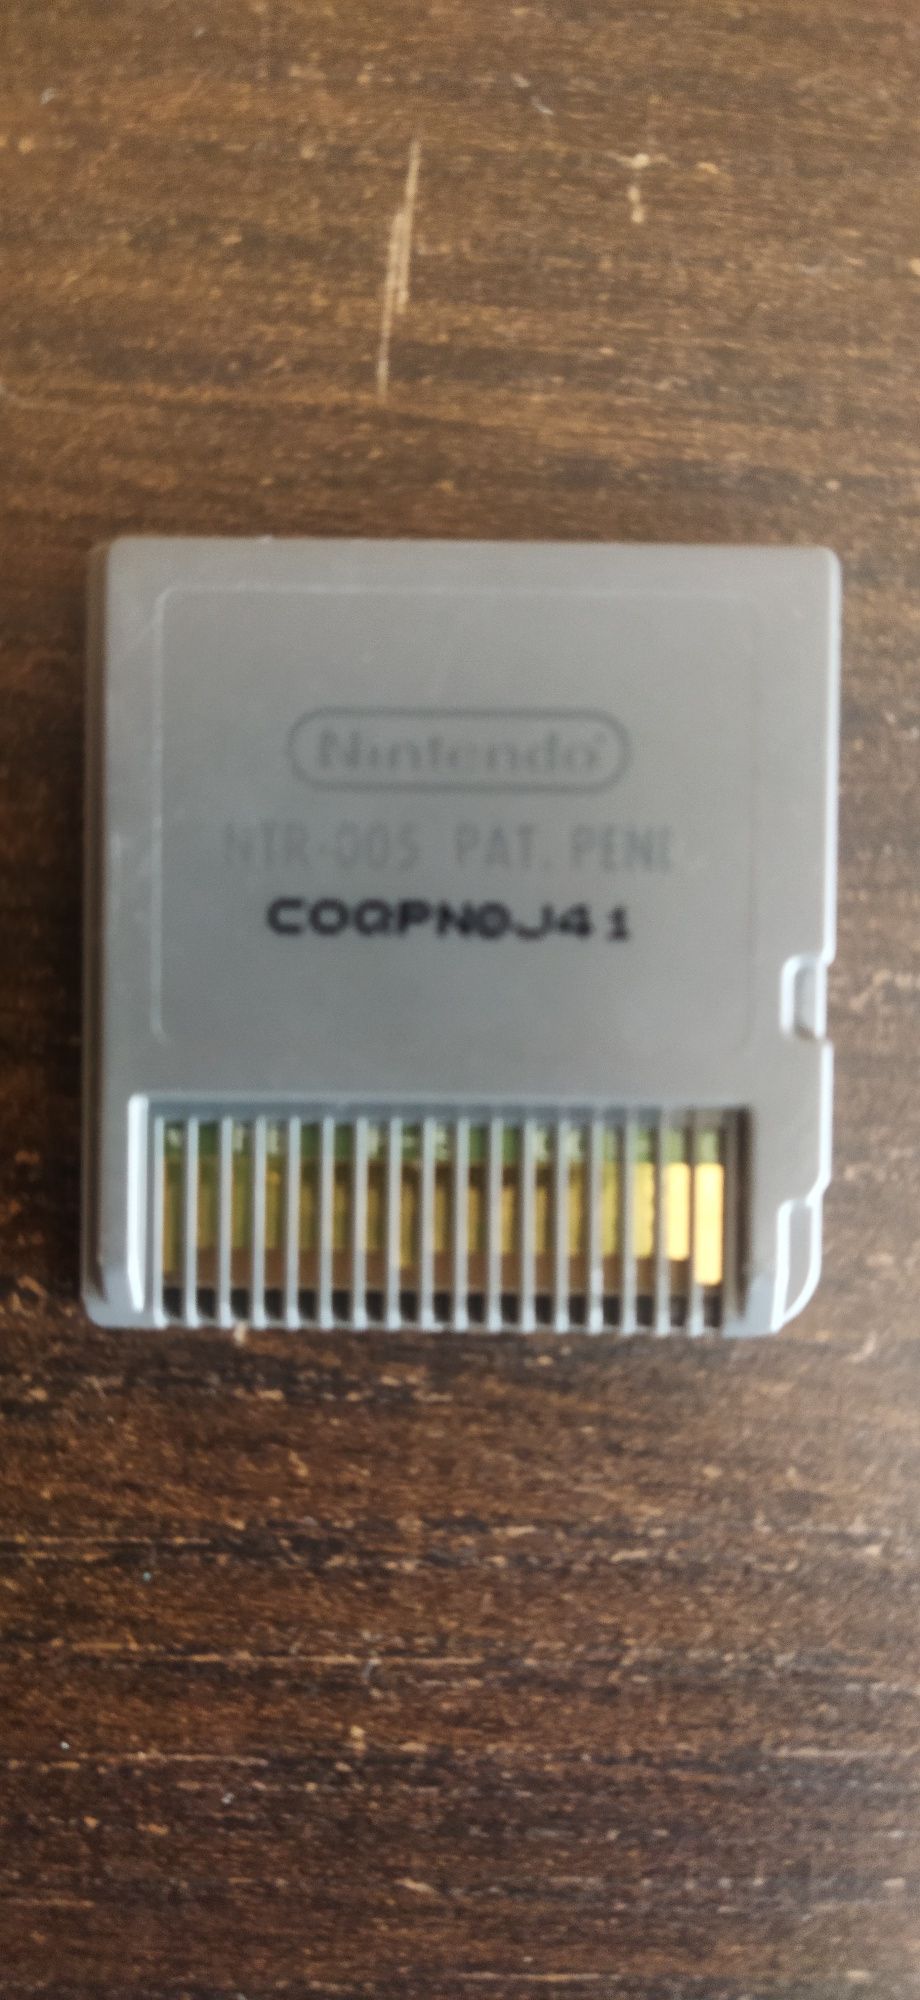 Nintendo
NTR-005 PAT. PEND
COQPN0J41